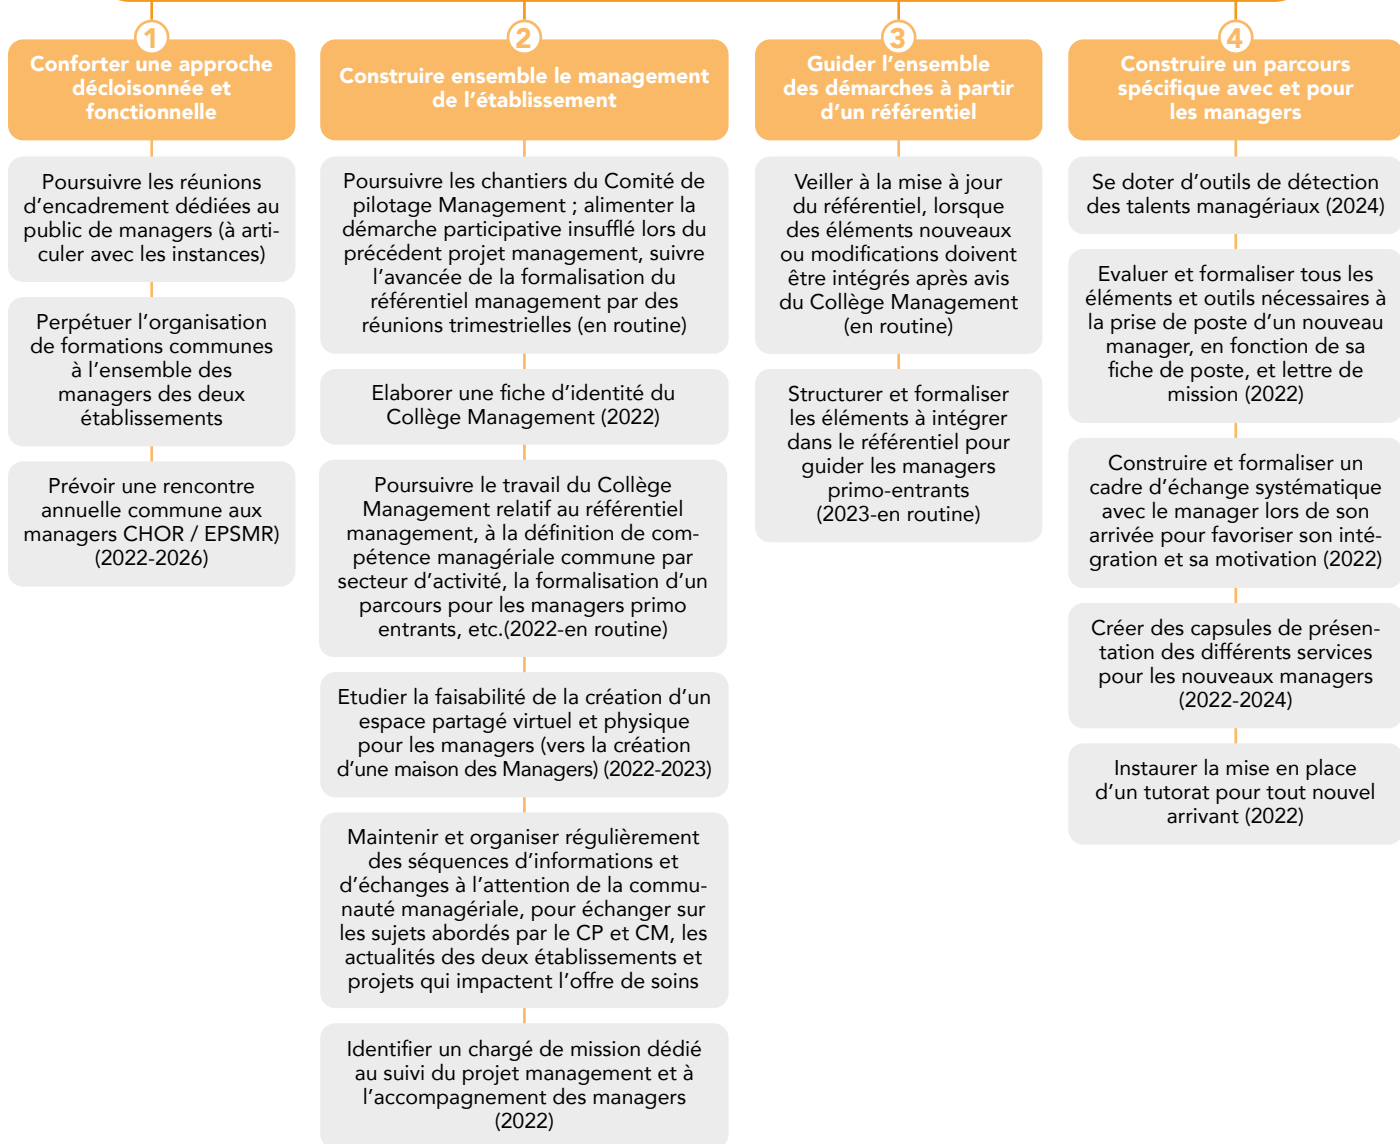 1
Conforter une approche
décloisonnée et
fonctionnelle
Poursuivre les réunions
d'encadrement dédiées au
public de managers (à arti-
culer avec les instances)
Perpétuer l'organisation
de formations communes
à l'ensemble des
managers des deux
établissements
Prévoir une rencontre
annuelle commune aux
managers CHOR / EPSMR)
(2022-2026)
2
Construire ensemble le management
de l'établissement
Poursuivre les chantiers du Comité de
pilotage Management ; alimenter la
démarche participative insufflé lors du
précédent projet management, suivre
l'avancée de la formalisation du
référentiel management par des
réunions trimestrielles (en routine)
Elaborer une fiche d'identité du
Collège Management (2022)
Poursuivre le travail du Collège
Management relatif au référentiel
management, à la définition de com-
pétence managériale commune par
secteur d'activité, la formalisation d'un
parcours pour les managers primo
entrants, etc.(2022-en routine)
Etudier la faisabilité de la création d'un
espace partagé virtuel et physique
pour les managers (vers la création
d'une maison des Managers) (2022-2023)
Maintenir et organiser régulièrement
des séquences d'informations et
d'échanges à l'attention de la commu-
nauté managériale, pour échanger sur
les sujets abordés par le CP et CM, les
actualités des deux établissements et
projets qui impactent l'offre de soins
Identifier un chargé de mission dédié
au suivi du projet management et à
l'accompagnement des managers
(2022)
3
Guider l'ensemble
des démarches à partir
d'un référentiel
Veiller à la mise à jour
du référentiel, lorsque
des éléments nouveaux
ou modifications doivent
être intégrés après avis
du Collège Management
(en routine)
Structurer et formaliser
les éléments à intégrer
dans le référentiel pour
guider les managers
primo-entrants
(2023-en routine)
4
Construire un parcours
spécifique avec et pour
les managers
Se doter d'outils de détection
des talents managériaux (2024)
Evaluer et formaliser tous les
éléments et outils nécessaires à
la prise de poste d'un nouveau
manager, en fonction de sa
fiche de poste, et lettre de
mission (2022)
Construire et formaliser un
cadre d'échange systématique
avec le manager lors de son
arrivée pour favoriser son inté-
gration et sa motivation (2022)
Créer des capsules de présen-
tation des différents services
pour les nouveaux managers
(2022-2024)
Instaurer la mise en place
d'un tutorat pour tout nouvel
arrivant (2022)